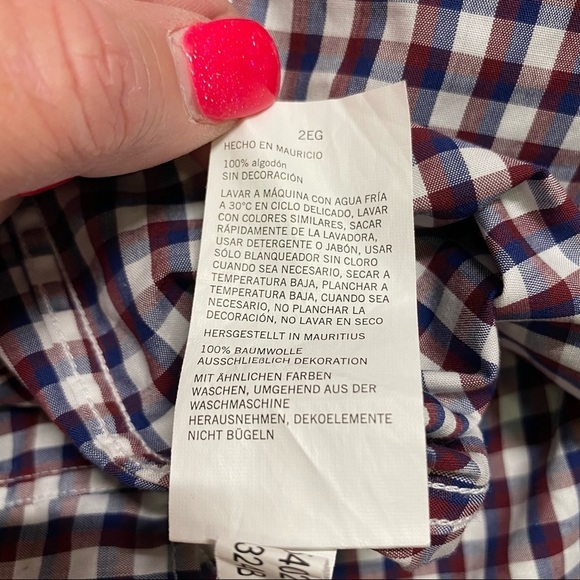 2EG
HECHO EN MAURICIO
100% algodón
SIN DECORACIÓN
LAVAR A MÁQUINA CON AGUA FRÍA
A 30°C EN CICLO DELICADO, LAVAR
CON COLORES SIMILARES, SACAR
RÁPIDAMENTE DE LA LAVADORA,
USAR DETERGENTE O JABÓN, USAR
SÓLO BLANQUEADOR SIN CLORO
CUANDO SEA NECESARIO, SECAR A
TEMPERATURA BAJA, PLANCHAR A
TEMPERATURA BAJA, CUANDO SEA
NECESARIO, NO PLANCHAR LA
DECORACIÓN, NO LAVAR EN SECO
HERSGESTELLT IN MAURITIUS
100% BAUMWOLLE
AUSSCHLIEßLICH DEKORATION
MIT ÄHNLICHEN FARBEN
WASCHEN, UMGEHEND AUS DER
WASCHMASCHINE
HERAUSNEHMEN, DEKOELEMENTE
NICHT BÜGELN